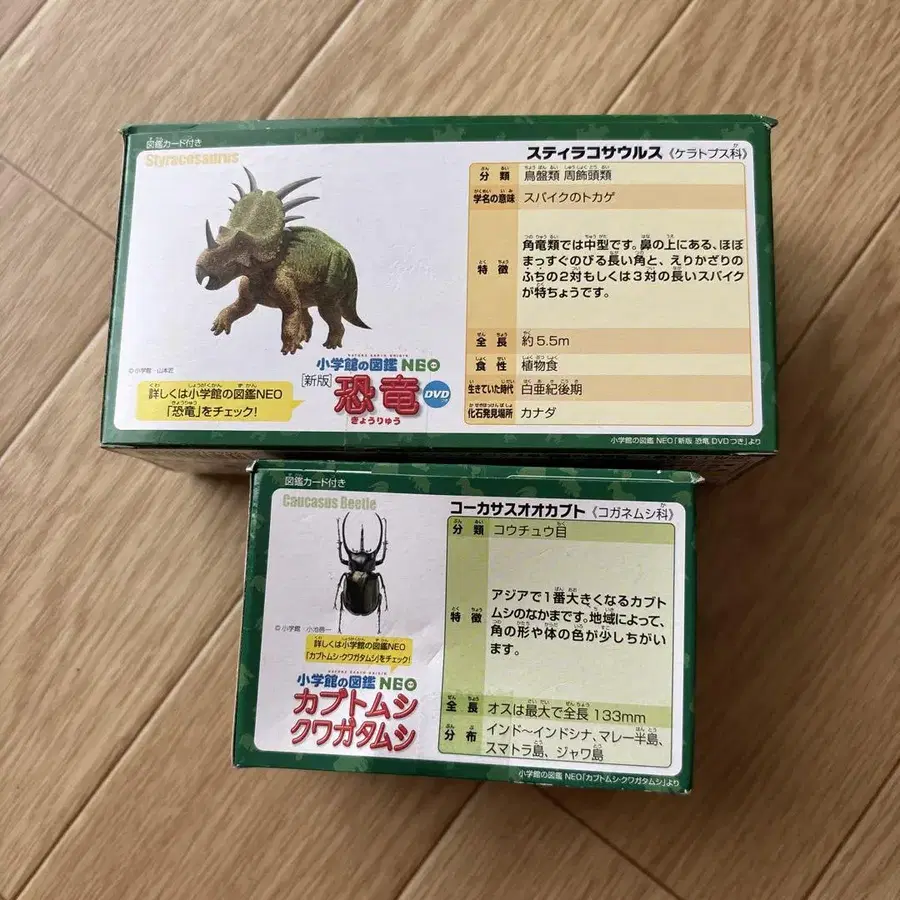 図鑑カード付き
Styracosaurus
スティラコサウルス《ケラトプス科》
分類 鳥盤類 周飾頭類
学名の意味 スパイクのトカゲ
特徴
角竜類では中型です。鼻の上にある、ほぼ
まっすぐのびる長い角と、えりかざりの
ふちの2対もしくは3対の長いスパイク
が特ちょうです。
全長 約5.5m
食性 植物食
生きていた時代 白亜紀後期
化石発見場所 カナダ
©小学館・山本匠
小学館の図鑑 NEO
[新版] 恐竜 DVD
きょうりゅう
詳しくは小学館の図鑑NEO
「恐竜」をチェック!
小学館の図鑑 NEO「新版 恐竜 DVDつき」より
図鑑カード付き
Caucasus Beetle
コーカサスオオカブト《コガネムシ科》
分類 コウチュウ目
特徴
アジアで1番大きくなるカブト
ムシのなかまです。地域によって、
角の形や体の色が少しちがい
ます。
全長 オスは最大で全長133mm
分布 インド〜インドシナ、マレー半島、
スマトラ島、ジャワ島
©小学館・小池啓一
詳しくは小学館の図鑑NEO
「カブトムシ・クワガタムシ」をチェック!
小学館の図鑑 NEO
カブトムシ
クワガタムシ
小学館の図鑑 NEO「カブトムシ・クワガタムシ」より